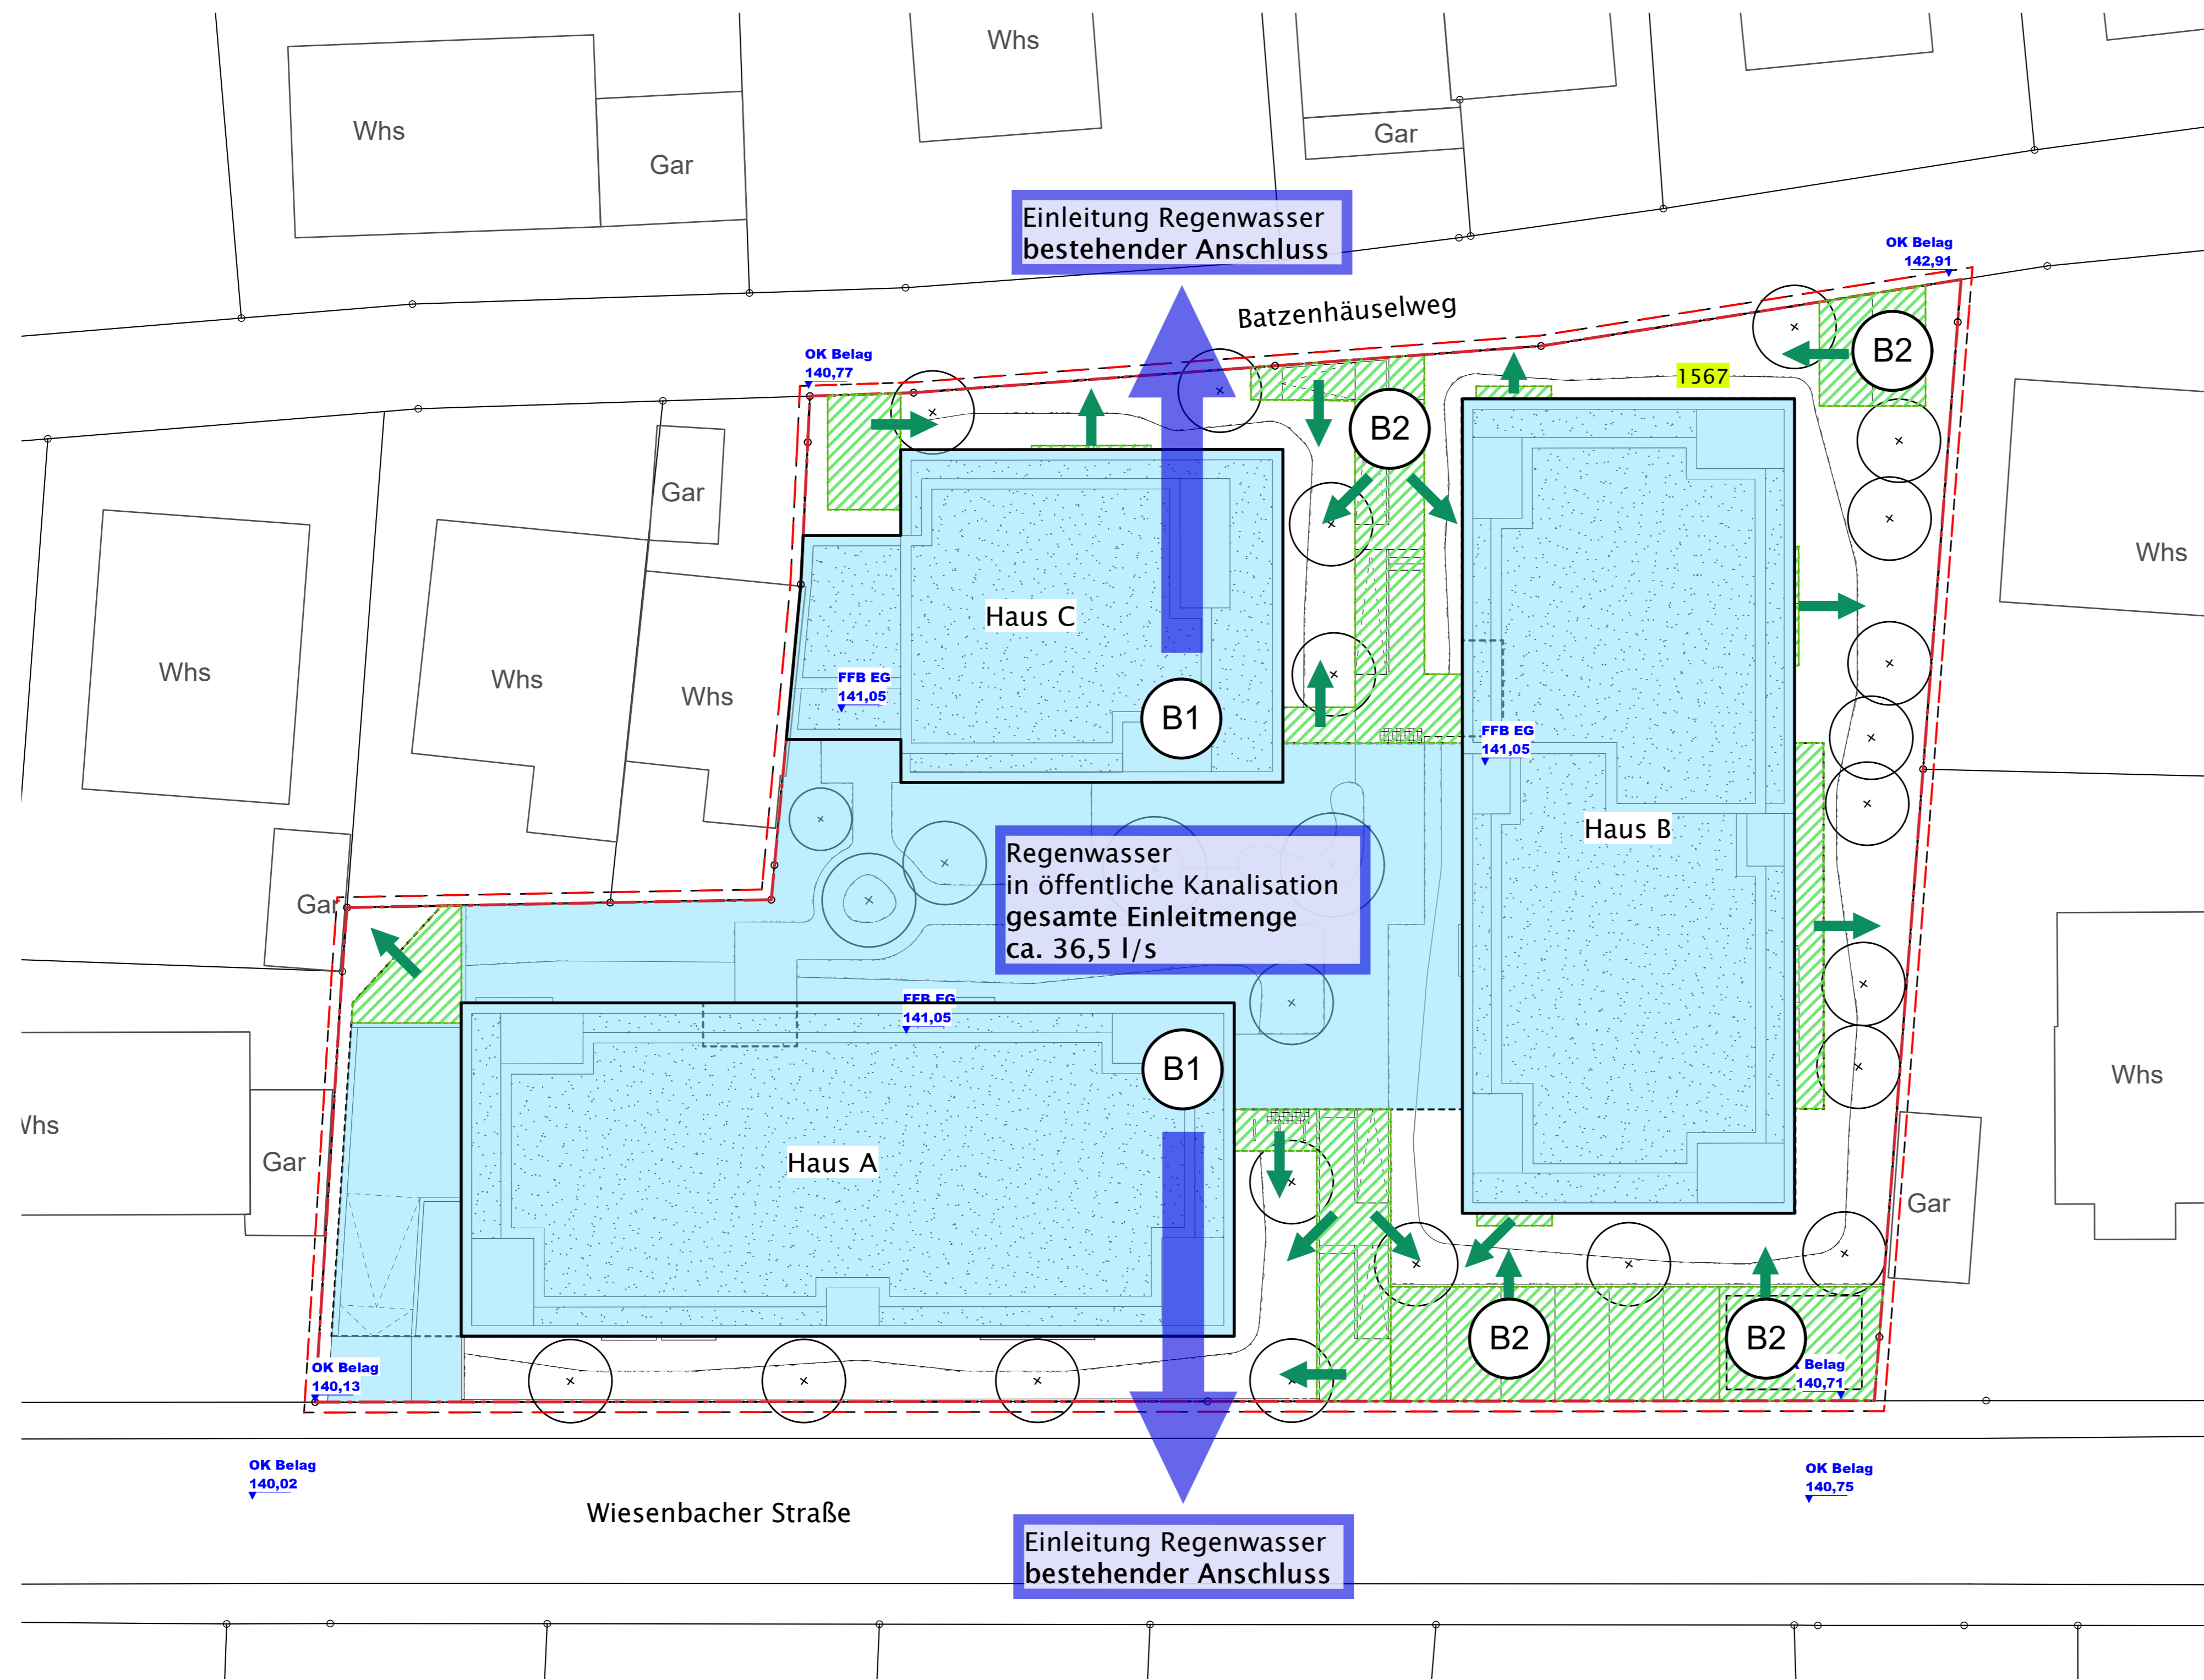 Whs
Whs
Gar
Gar
Einleitung Regenwasser
bestehender Anschluss
OK Belag
142,91
Batzenhäuselweg
B2
OK Belag
140,77
1567
B2
Gar
Whs
Haus C
Whs
Whs
Whs
FFB EG
141,05
B1
FFB EG
141,05
Haus B
Regenwasser
in öffentliche Kanalisation
gesamte Einleitmenge
ca. 36,5 l/s
Gar
FFB EG
141,05
B1
Whs
Whs
Gar
Haus A
Gar
B2
B2
OK Belag
140,13
Belag
140,71
OK Belag
140,02
OK Belag
140,75
Wiesenbacher Straße
Einleitung Regenwasser
bestehender Anschluss